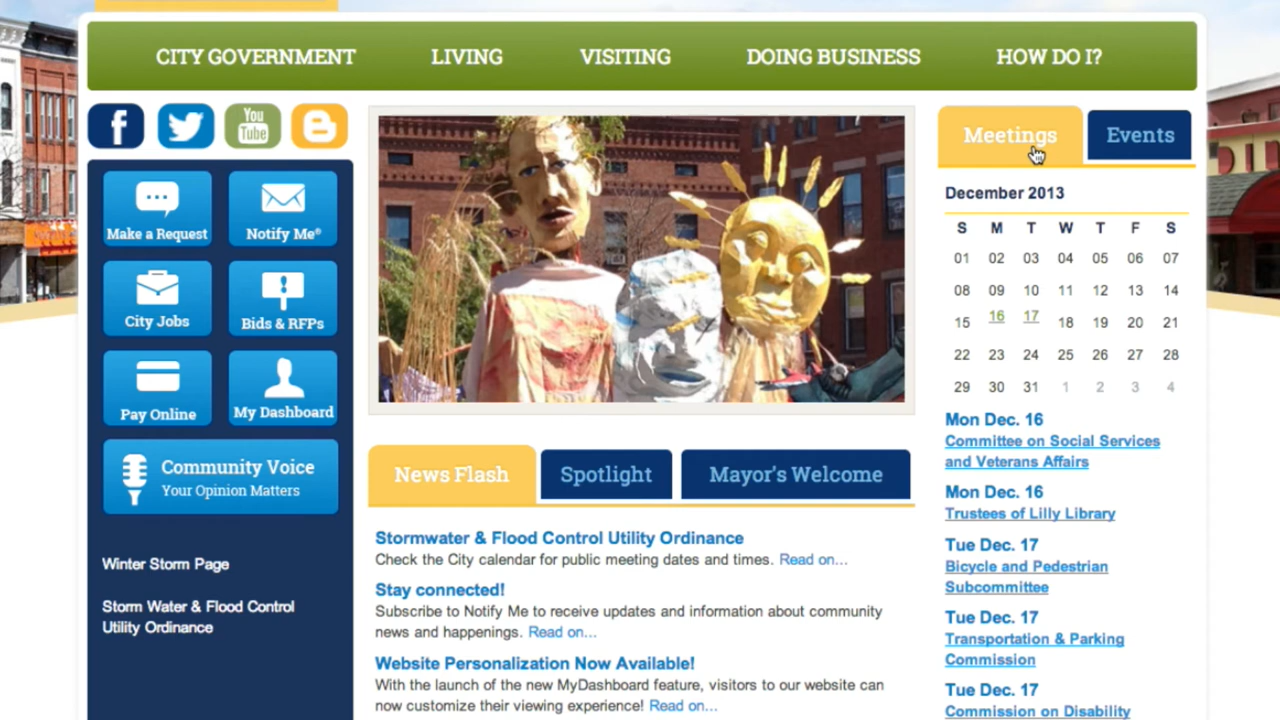 CITY GOVERNMENT LIVING VISITING DOING BUSINESS HOW DO I?
You
Tube
Make a Request
Notify Me®
City Jobs
Bids & RFPs
Pay Online
My Dashboard
Community Voice
Your Opinion Matters
Winter Storm Page
Storm Water & Flood Control
Utility Ordinance
News Flash
Spotlight
Mayor's Welcome
Stormwater & Flood Control Utility Ordinance
Check the City calendar for public meeting dates and times. Read on...
Stay connected!
Subscribe to Notify Me to receive updates and information about community
news and happenings. Read on...
Website Personalization Now Available!
With the launch of the new MyDashboard feature, visitors to our website can
now customize their viewing experience! Read on...
Meetings
Events
December 2013
S M T W T F S
01 02 03 04 05 06 07
08 09 10 11 12 13 14
15 16 17 18 19 20 21
22 23 24 25 26 27 28
29 30 31 1 2 3 4
Mon Dec. 16
Committee on Social Services
and Veterans Affairs
Mon Dec. 16
Trustees of Lilly Library
Tue Dec. 17
Bicycle and Pedestrian
Subcommittee
Tue Dec. 17
Transportation & Parking
Commission
Tue Dec. 17
Commission on Disability